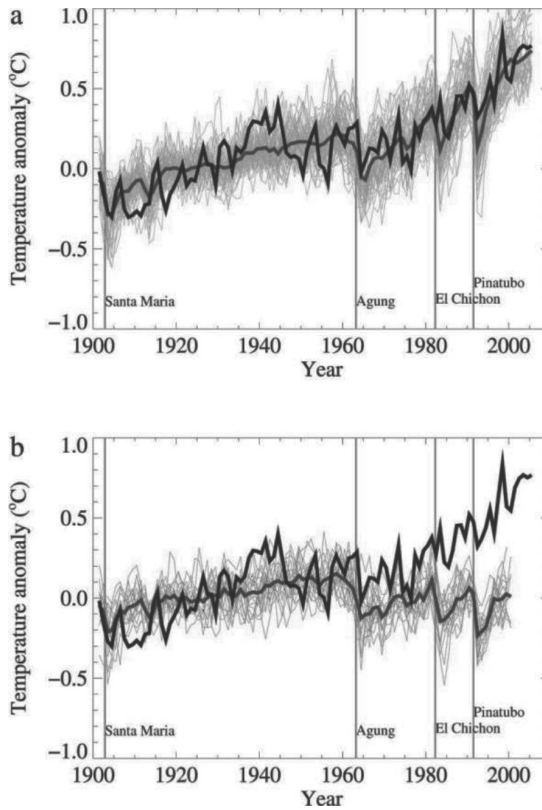 a
Temperature anomaly (°C)
1.0
0.5
0.0
-0.5
-1.0
Santa Maria
Agung
El Chichon
Pinatubo
1900 1920 1940 1960 1980 2000
Year
b
Temperature anomaly (°C)
1.0
0.5
0.0
-0.5
-1.0
Santa Maria
Agung
El Chichon
Pinatubo
1900 1920 1940 1960 1980 2000
Year